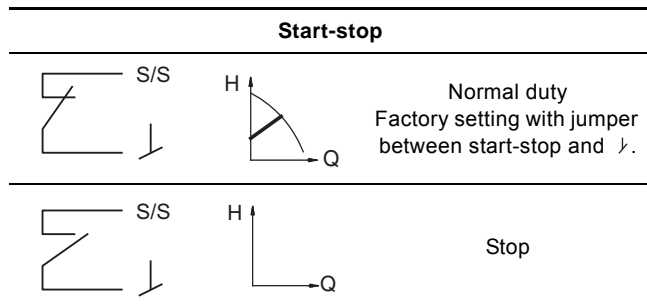 Start-stop
S/S
H
Q
Normal duty
Factory setting with jumper
between start-stop and .
S/S
H
Q
Stop